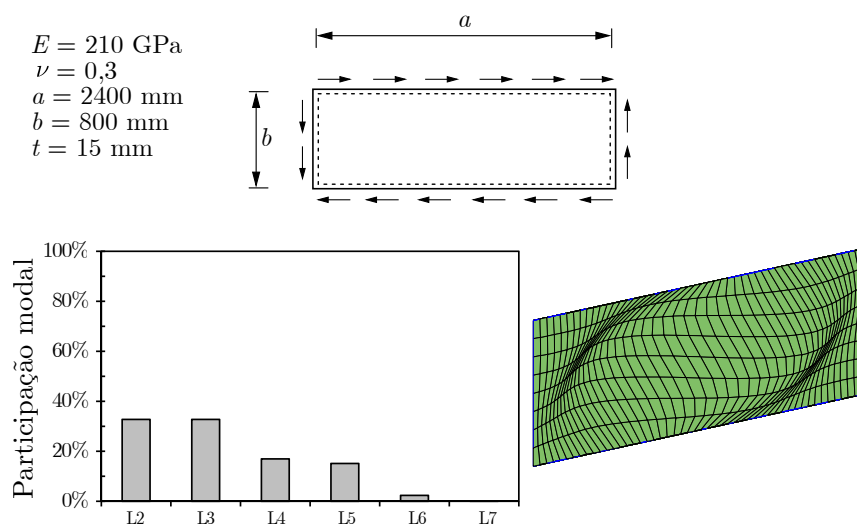 E = 210 GPa
ν = 0,3
a = 2400 mm
b = 800 mm
t = 15 mm
a
b
Participação modal
100%
80%
60%
40%
20%
0%
L2 L3 L4 L5 L6 L7